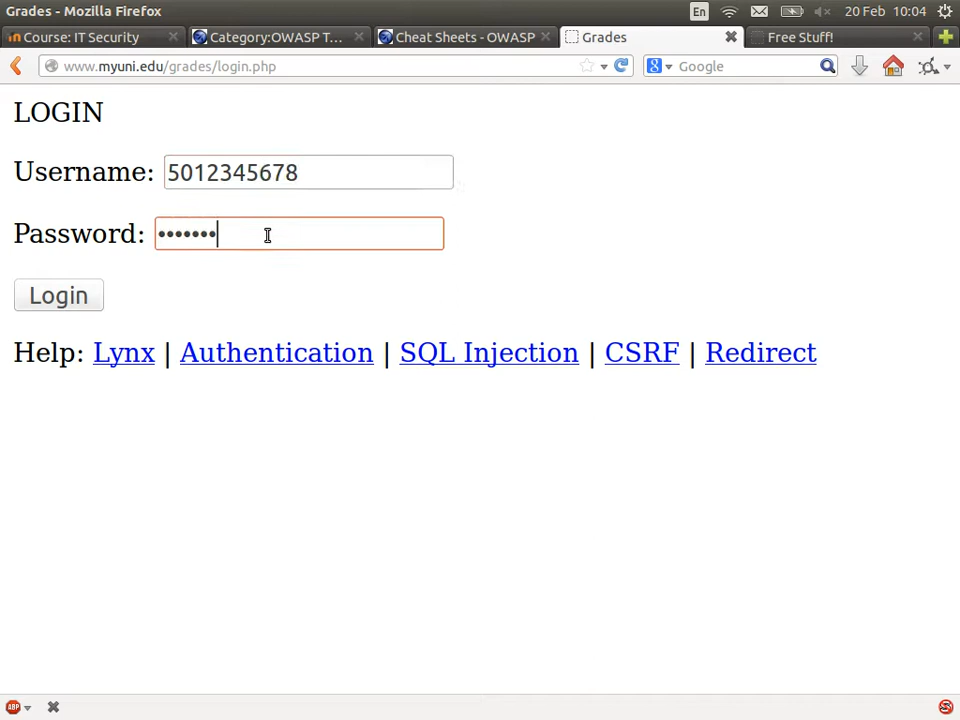 Grades - Mozilla Firefox En 20 Feb 10:04
Course: IT Security Category:OWASP T... Cheat Sheets - OWASP Grades Free Stuff!
www.myuni.edu/grades/login.php Google
LOGIN
Username: 5012345678
Password: •••••••
Login
Help: Lynx | Authentication | SQL Injection | CSRF | Redirect
ABP